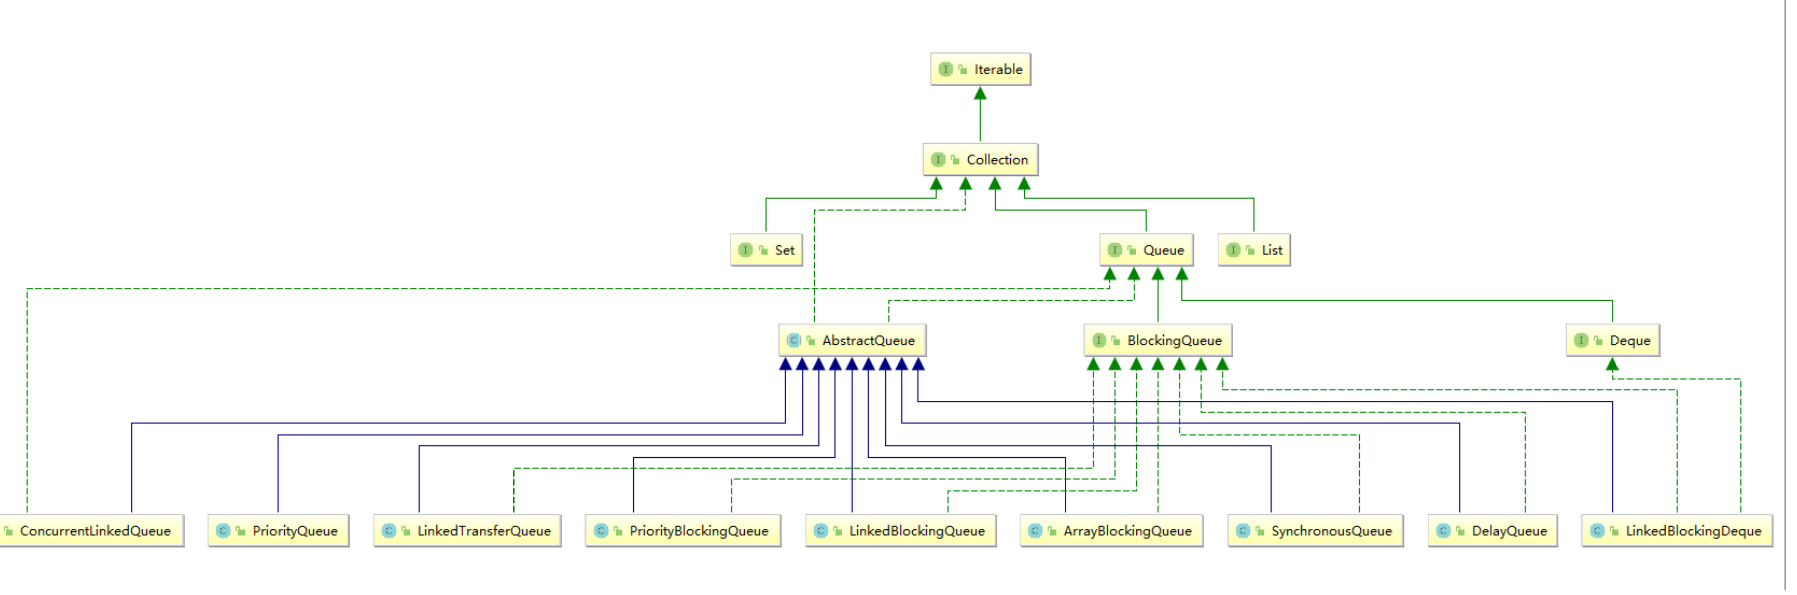 Iterable
Collection
Set
Queue
List
AbstractQueue
BlockingQueue
Deque
ConcurrentLinkedQueue
PriorityQueue
LinkedTransferQueue
PriorityBlockingQueue
LinkedBlockingQueue
ArrayBlockingQueue
SynchronousQueue
DelayQueue
LinkedBlockingDeque